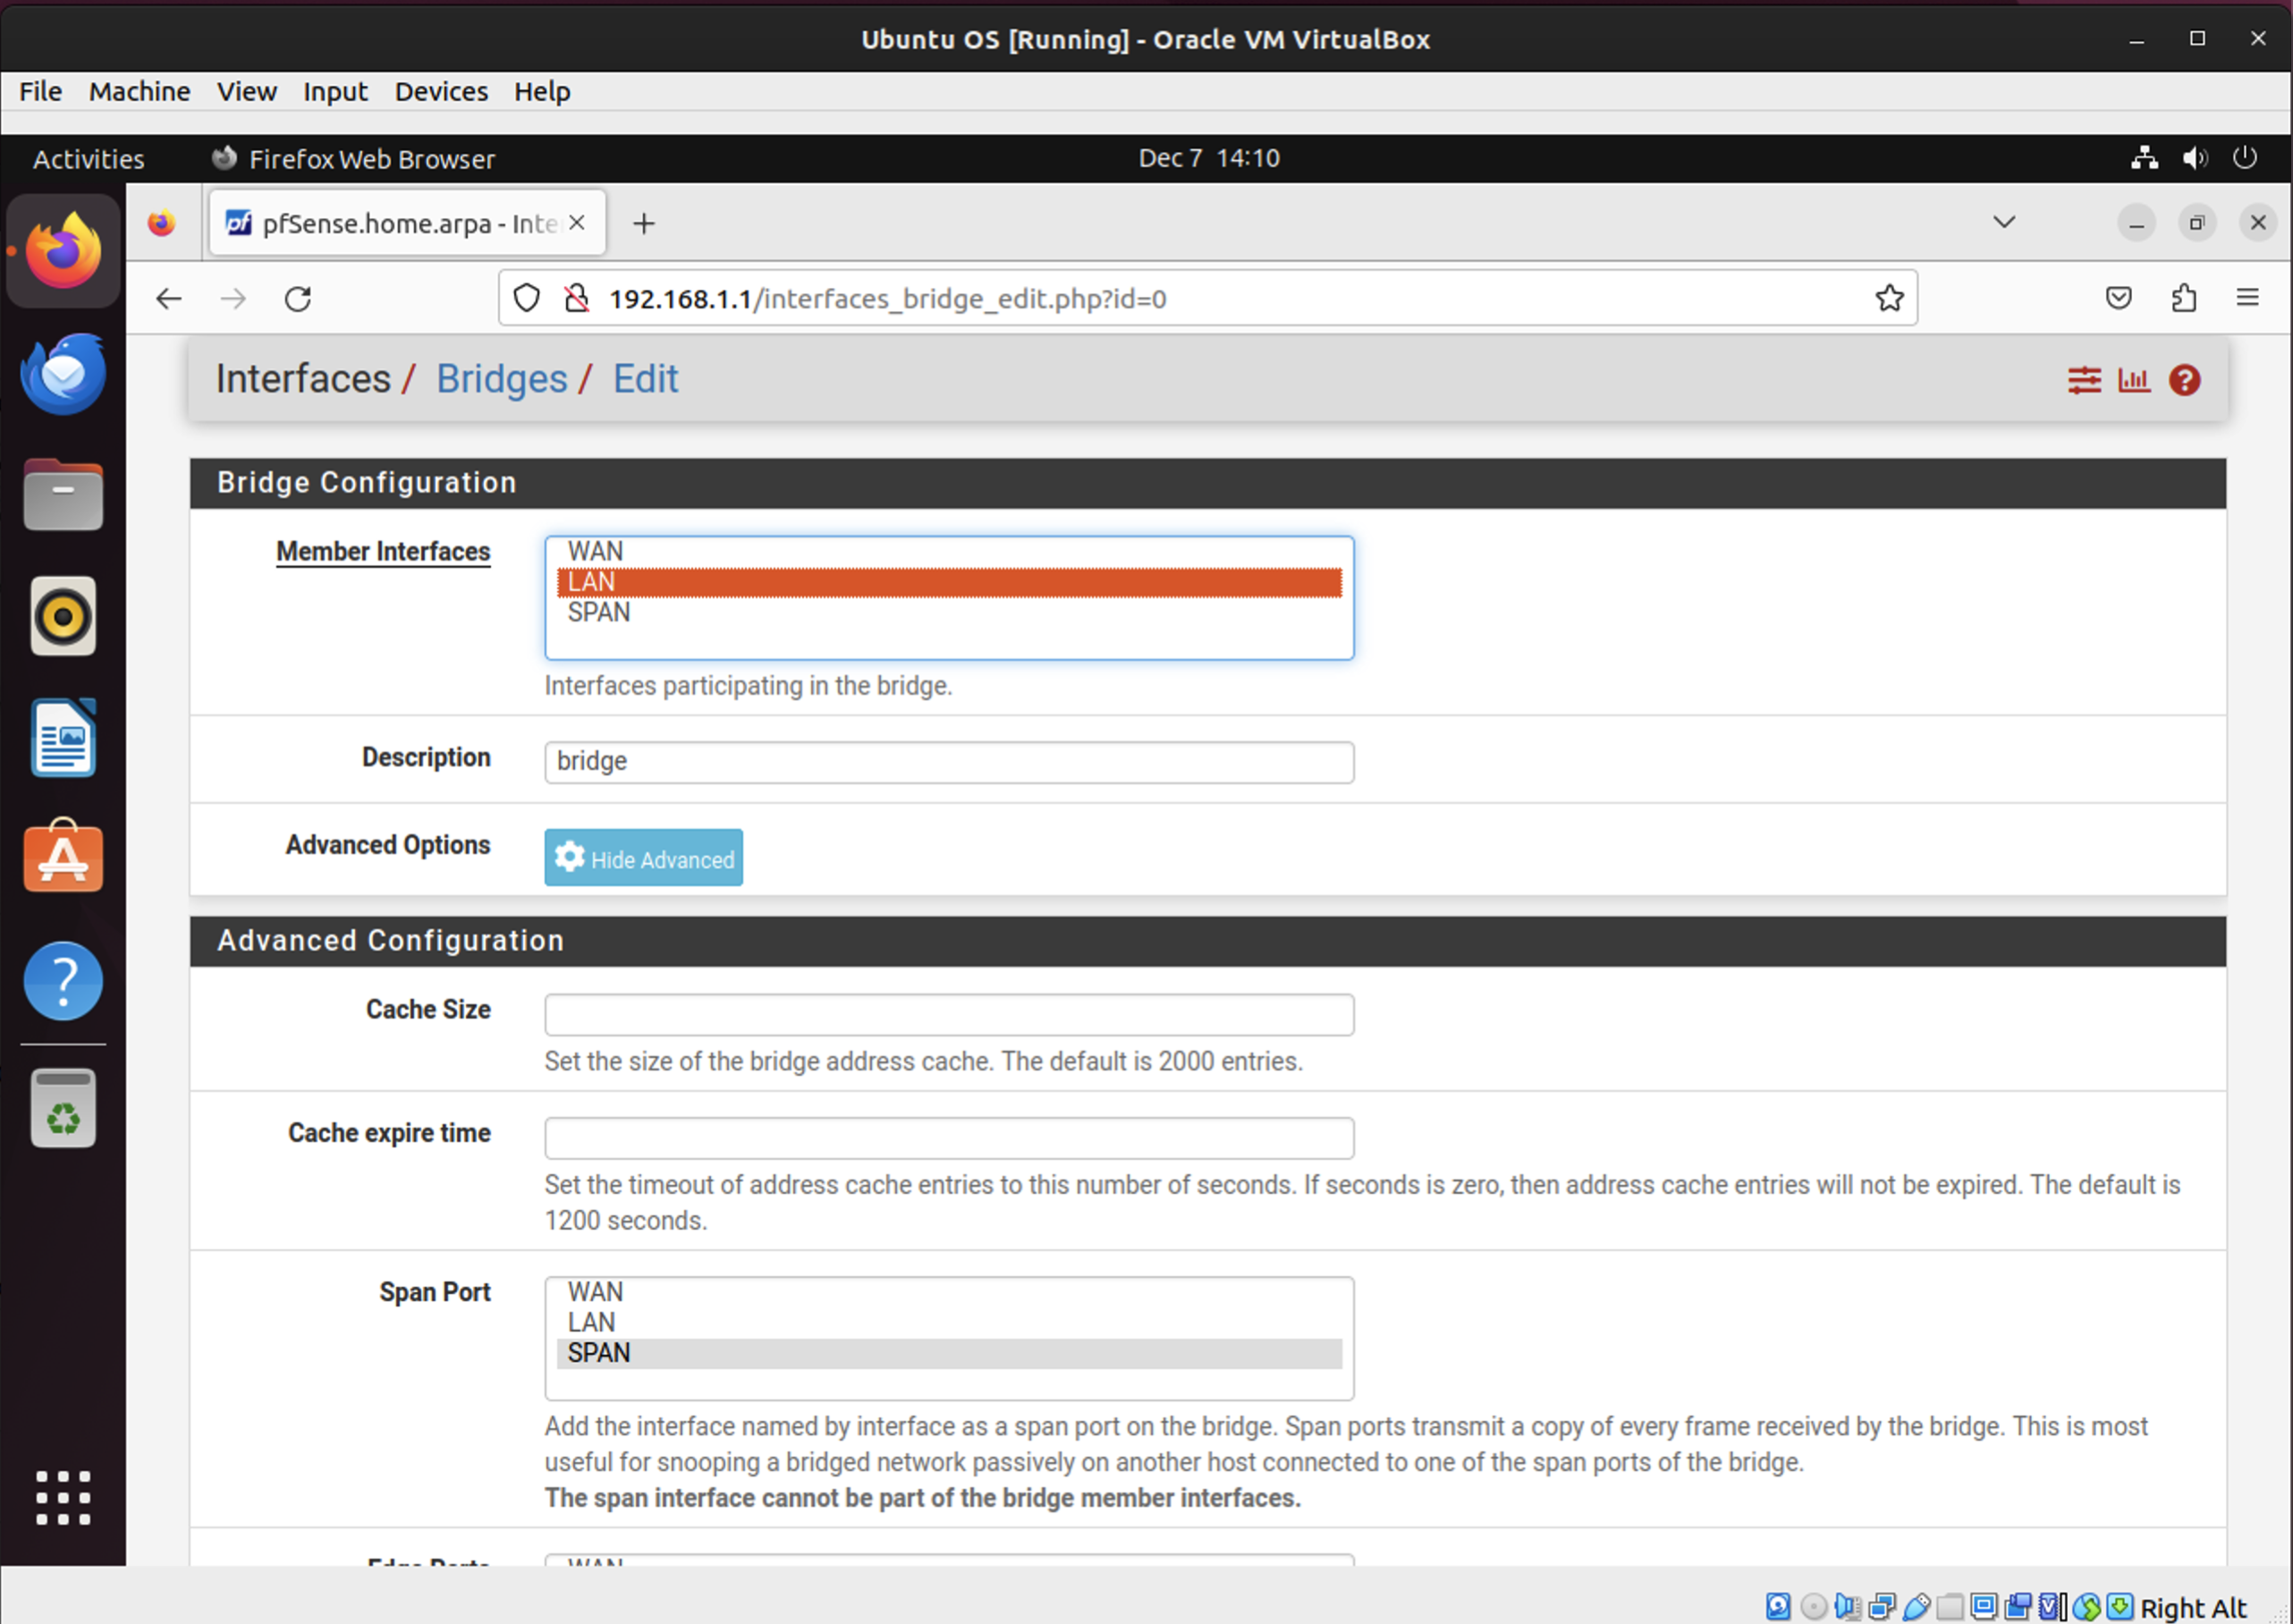 Ubuntu OS [Running] - Oracle VM VirtualBox
File Machine View Input Devices Help
Activities Firefox Web Browser Dec 7 14:10
pf pfSense.home.arpa - Inte
192.168.1.1/interfaces_bridge_edit.php?id=0
Interfaces / Bridges / Edit
Bridge Configuration
Member Interfaces
WAN
LAN
SPAN
Interfaces participating in the bridge.
Description bridge
Advanced Options Hide Advanced
Advanced Configuration
Cache Size
Set the size of the bridge address cache. The default is 2000 entries.
Cache expire time
Set the timeout of address cache entries to this number of seconds. If seconds is zero, then address cache entries will not be expired. The default is
1200 seconds.
Span Port
WAN
LAN
SPAN
Add the interface named by interface as a span port on the bridge. Span ports transmit a copy of every frame received by the bridge. This is most
useful for snooping a bridged network passively on another host connected to one of the span ports of the bridge.
The span interface cannot be part of the bridge member interfaces.
Edge Ports WAN
Right Alt